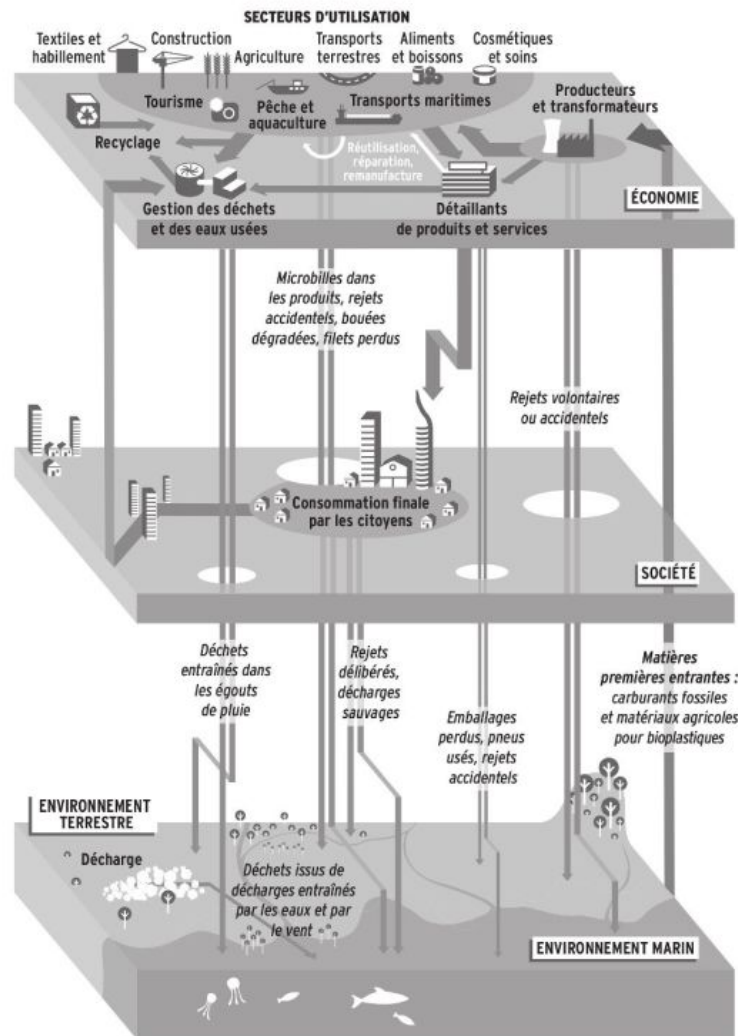 SECTEURS D'UTILISATION
Textiles et
habillement
Construction
Agriculture
Transports
terrestres
Aliments
et boissons
Cosmétiques
et soins
Tourisme
Pêche et
aquaculture
Transports maritimes
Producteurs
et transformateurs
Recyclage
Réutilisation,
réparation,
remanufacture
Gestion des déchets
et des eaux usées
Détaillants
de produits et services
ÉCONOMIE
Microbilles dans
les produits, rejets
accidentels, bouées
dégradées, filets perdus
Rejets volontaires
ou accidentels
Consommation finale
par les citoyens
SOCIÉTÉ
Déchets
entraînés dans
les égouts
de pluie
Rejets
délibérés,
décharges
sauvages
Emballages
perdus, pneus
usés, rejets
accidentels
Matières
premières entrantes :
carburants fossiles
et matériaux agricoles
pour bioplastiques
ENVIRONNEMENT
TERRESTRE
Décharge
Déchets issus de
décharges entraînés
par les eaux et par
le vent
ENVIRONNEMENT MARIN